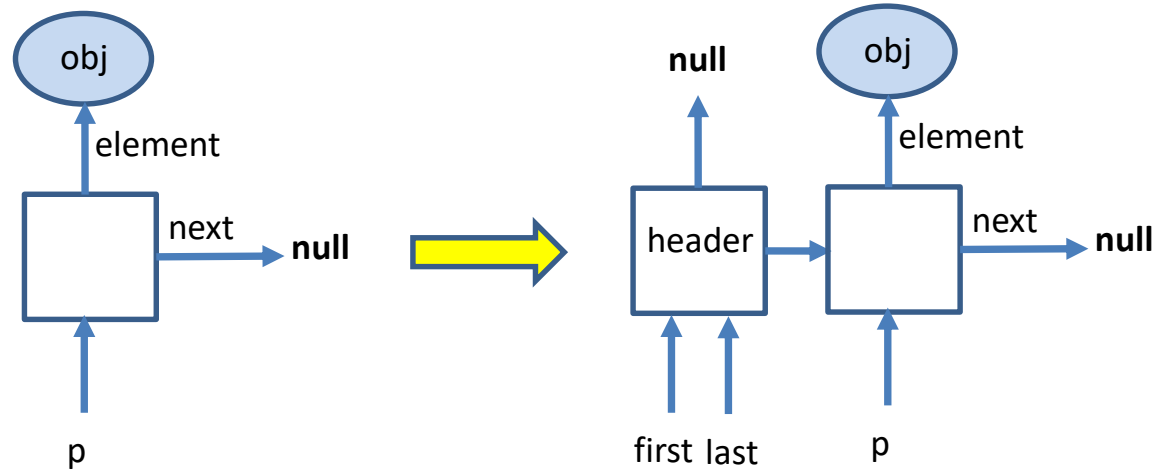 obj
element
next
null
p
null
obj
element
header
next
null
first last
p